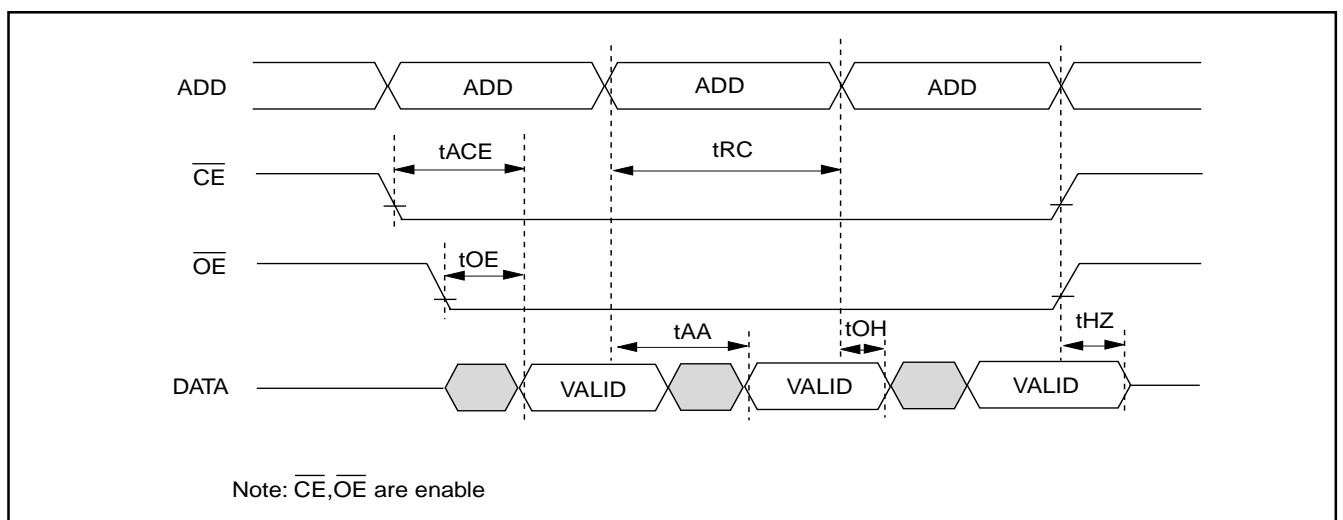 ADD ADD ADD ADD
tACE tRC
CE
OE tOE
tAA tOH tHZ
DATA VALID VALID VALID
Note: CE,OE are enable